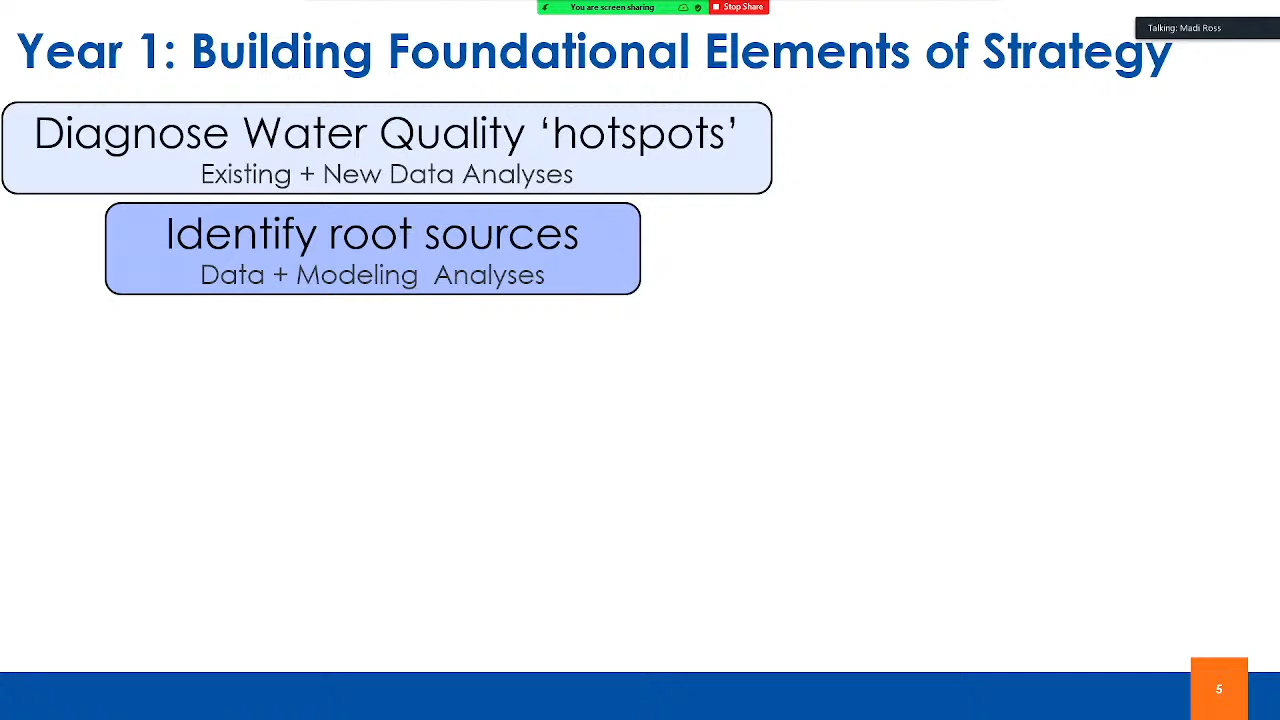 You are screen sharing
Stop Share
Talking: Madi Ross
Year 1: Building Foundational Elements of Strategy
Diagnose Water Quality ‘hotspots’
Existing + New Data Analyses
Identify root sources
Data + Modeling Analyses
5